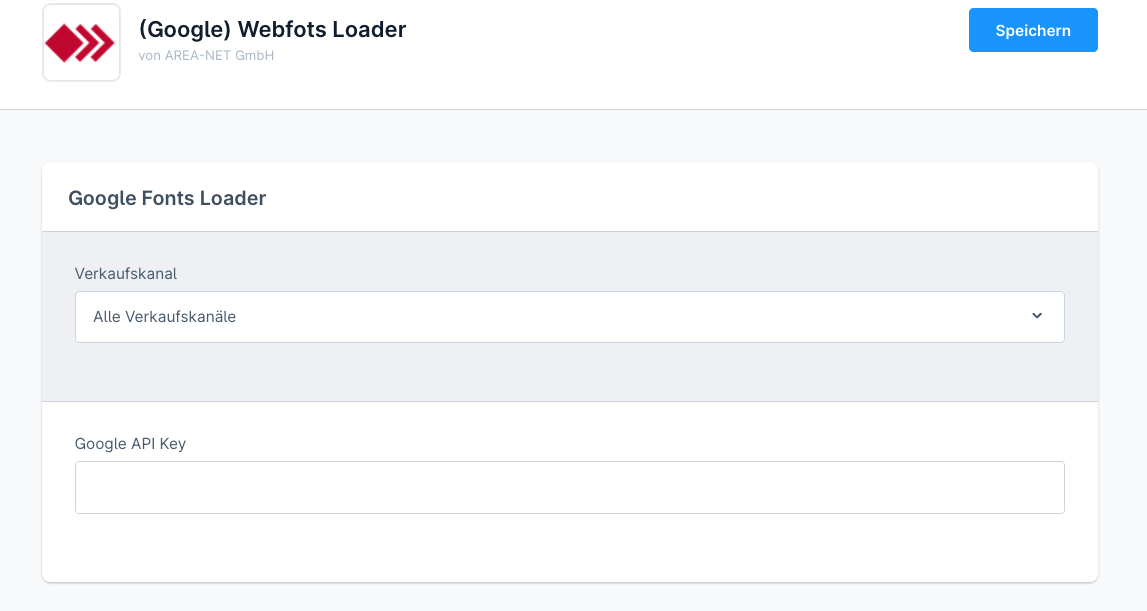 (Google) Webfots Loader
von AREA-NET GmbH
Speichern
Google Fonts Loader
Verkaufskanal
Alle Verkaufskanäle
Google API Key